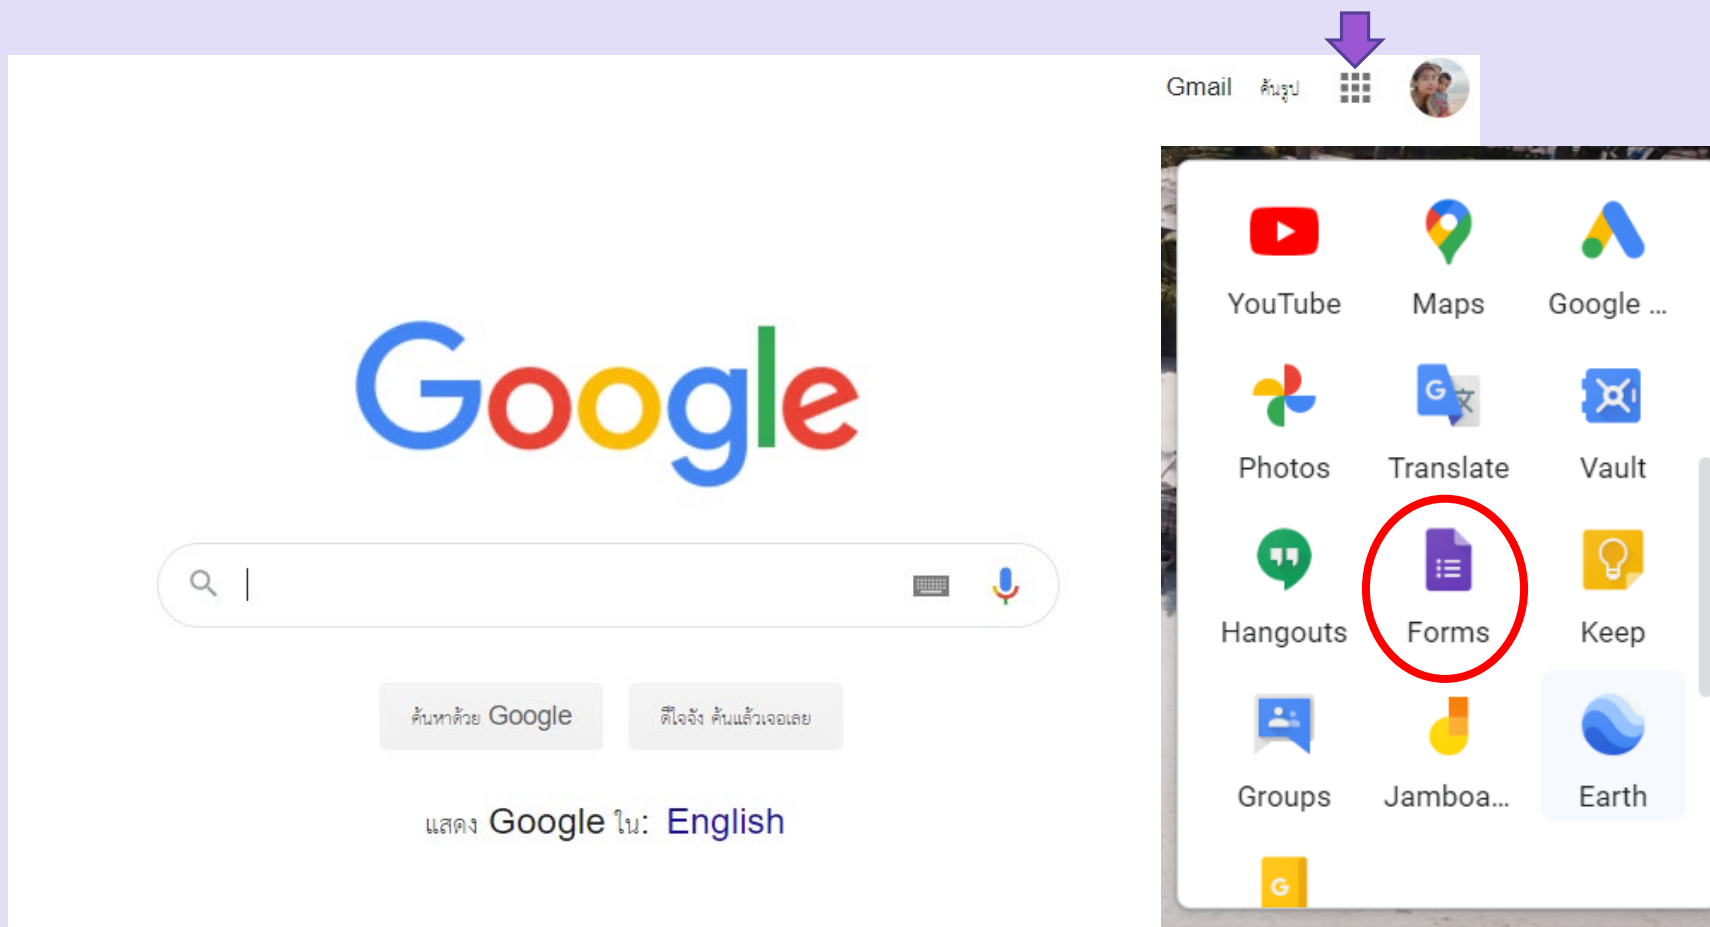 Gmail ค้นรูป
Google
ค้นหาด้วย Google ดีใจจัง ค้นแล้วเจอเลย
แสดง Google ใน: English
YouTube Maps Google ...
Photos Translate Vault
Hangouts Forms Keep
Groups Jamboa... Earth